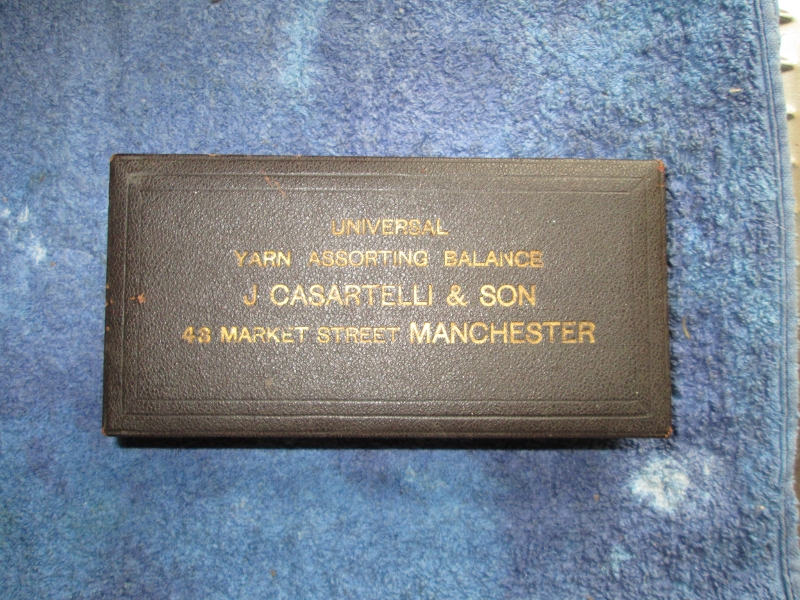 UNIVERSAL
YARN ASSORTING BALANCE
J CASARTELLI & SON
43 MARKET STREET MANCHESTER